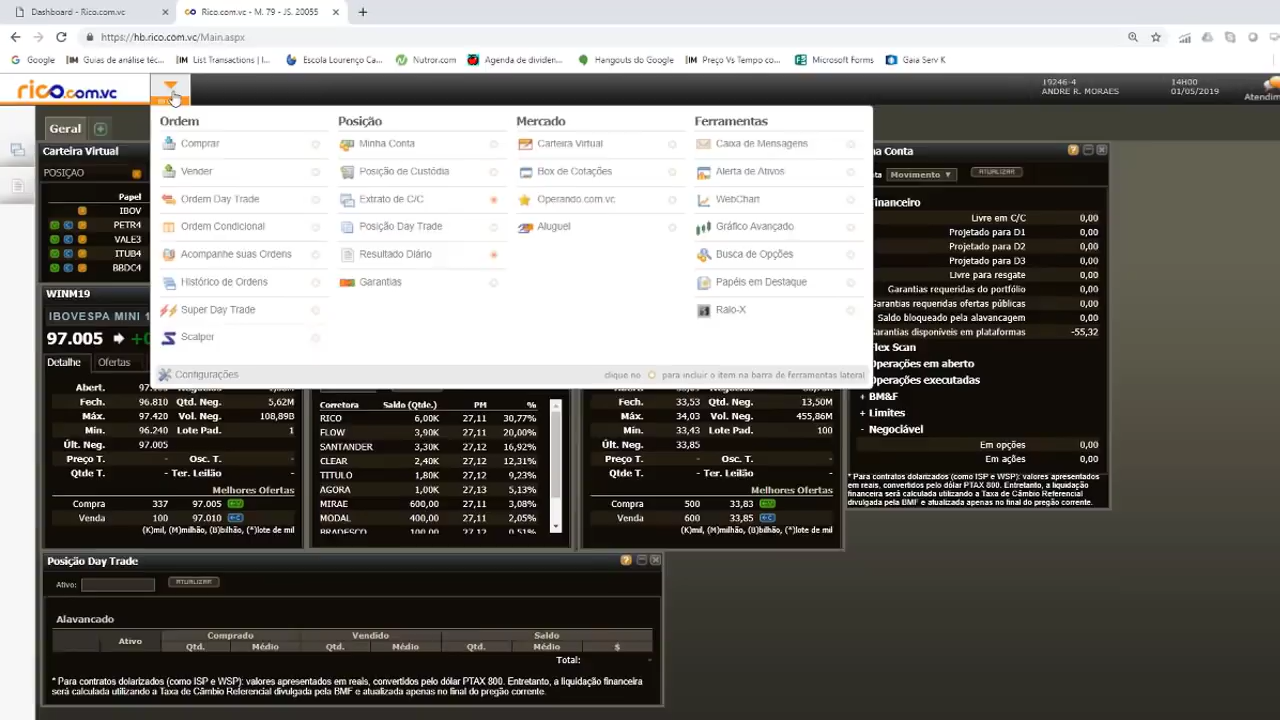 Dashboard - Rico.com.vc
Rico.com.vc - M. 79 - JS. 20055
https://hb.rico.com.vc/Main.aspx
Google
Guias de análise téc...
List Transactions | I...
Escola Lourenço Ca...
Nutror.com
Agenda de dividen...
Hangouts do Google
Preço Vs Tempo co...
Microsoft Forms
Gaia Serv K
rico.com.vc
19246-4
ANDRE R. MORAES
14H00
01/05/2019
Atendim
Geral
Carteira Virtual
POSIÇÃO
Papel
IBOV
PETR4
VALE3
ITUB4
BBDC4
Ordem
Comprar
Vender
Ordem Day Trade
Ordem Condicional
Acompanhe suas Ordens
Histórico de Ordens
Super Day Trade
Scalper
Posição
Minha Conta
Posição de Custódia
Extrato de C/C
Posição Day Trade
Resultado Diário
Garantias
Mercado
Carteira Virtual
Box de Cotações
Operando.com.vc
Aluguel
Ferramentas
Caixa de Mensagens
Alerta de Ativos
WebChart
Gráfico Avançado
Busca de Opções
Papéis em Destaque
Raio-X
Configurações
clique no para incluir o item na barra de ferramentas lateral
a Conta
ta Movimento ATUALIZAR
inanceiro
Livre em C/C 0,00
Projetado para D1 0,00
Projetado para D2 0,00
Projetado para D3 0,00
Livre para resgate
Garantias requeridas do portfólio 0,00
Garantias requeridas ofertas públicas 0,00
Saldo bloqueado pela alavancagem 0,00
Garantias disponíveis em plataformas -55,32
Flex Scan
Operações em aberto
Operações executadas
+ BM&F
+ Limites
- Negociável
Em opções 0,00
Em ações 0,00
* Para contratos dolarizados (como ISP e WSP): valores apresentados
em reais, convertidos pelo dólar PTAX 800. Entretanto, a liquidação
financeira será calculada utilizando a Taxa de Câmbio Referencial
divulgada pela BMF e atualizada apenas no final do pregão corrente.
WINM19
IBOVESPA MINI
97.005
Detalhe Ofertas
Abert. 97.
Fech. 96.810 Qtd. Neg. 5,62M
Máx. 97.420 Vol. Neg. 108,89B
Min. 96.240 Lote Pad. 1
Últ. Neg. 97.005
Preço T. - Osc. T. -
Qtde T. - Ter. Leilão -
Melhores Ofertas
Compra 337 97.005
Venda 100 97.010
(K)mil, (M)milhão, (B)bilhão, (*)lote de mil
Corretora Saldo (Qtde.) PM %
RICO 6,00K 27,11 30,77%
FLOW 3,90K 27,11 20,00%
SANTANDER 3,30K 27,12 16,92%
CLEAR 2,40K 27,12 12,31%
TITULO 1,80K 27,12 9,23%
AGORA 1,00K 27,13 5,13%
MIRAE 600,00 27,11 3,08%
MODAL 400,00 27,11 2,05%
BRADESCO 100,00 27,12 0,51%
Abert.
Fech. 33,53 Qtd. Neg. 13,50M
Máx. 34,03 Vol. Neg. 455,86M
Min. 33,43 Lote Pad. 100
Últ. Neg. 33,85
Preço T. - Osc. T. -
Qtde T. - Ter. Leilão -
Melhores Ofertas
Compra 500 33,83
Venda 600 33,85
(K)mil, (M)milhão, (B)bilhão, (*)lote de mil
Posição Day Trade
Ativo: ATUALIZAR
Alavancado
Ativo Comprado Vendido Saldo
Qtd. Médio Qtd. Médio Qtd. Médio $
Total: -
* Para contratos dolarizados (como ISP e WSP): valores apresentados em reais, convertidos pelo dólar PTAX 800. Entretanto, a liquidação financeira
será calculada utilizando a Taxa de Câmbio Referencial divulgada pela BMF e atualizada apenas no final do pregão corrente.